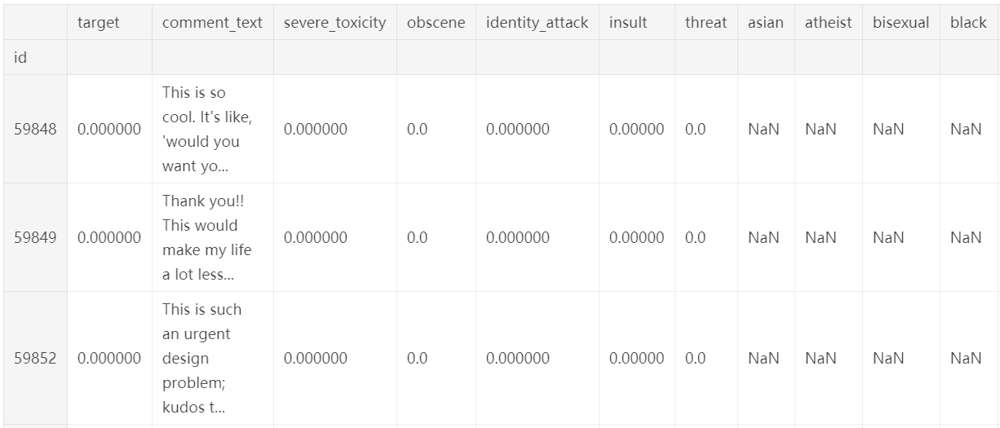 target comment_text severe_toxicity obscene identity_attack insult threat asian atheist bisexual black
id
This is so
cool. It's like,
59848 0.000000 'would you want yo... 0.000000 0.0 0.000000 0.00000 0.0 NaN NaN NaN NaN
Thank you!!
This would
59849 0.000000 make my life a lot less... 0.000000 0.0 0.000000 0.00000 0.0 NaN NaN NaN NaN
This is such
an urgent
59852 0.000000 design 0.000000 0.0 0.000000 0.00000 0.0 NaN NaN NaN NaN
problem;
kudos t...